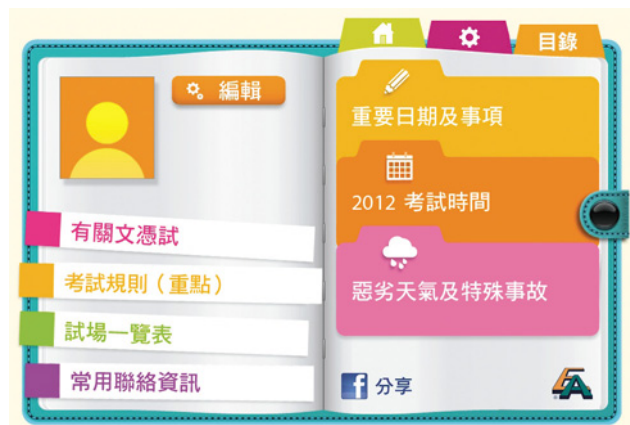 目錄
編輯
有關文憑試
考試規則（重點）
試場一覽表
常用聯絡資訊
重要日期及事項
2012 考試時間
惡劣天氣及特殊事故
f 分享
EA